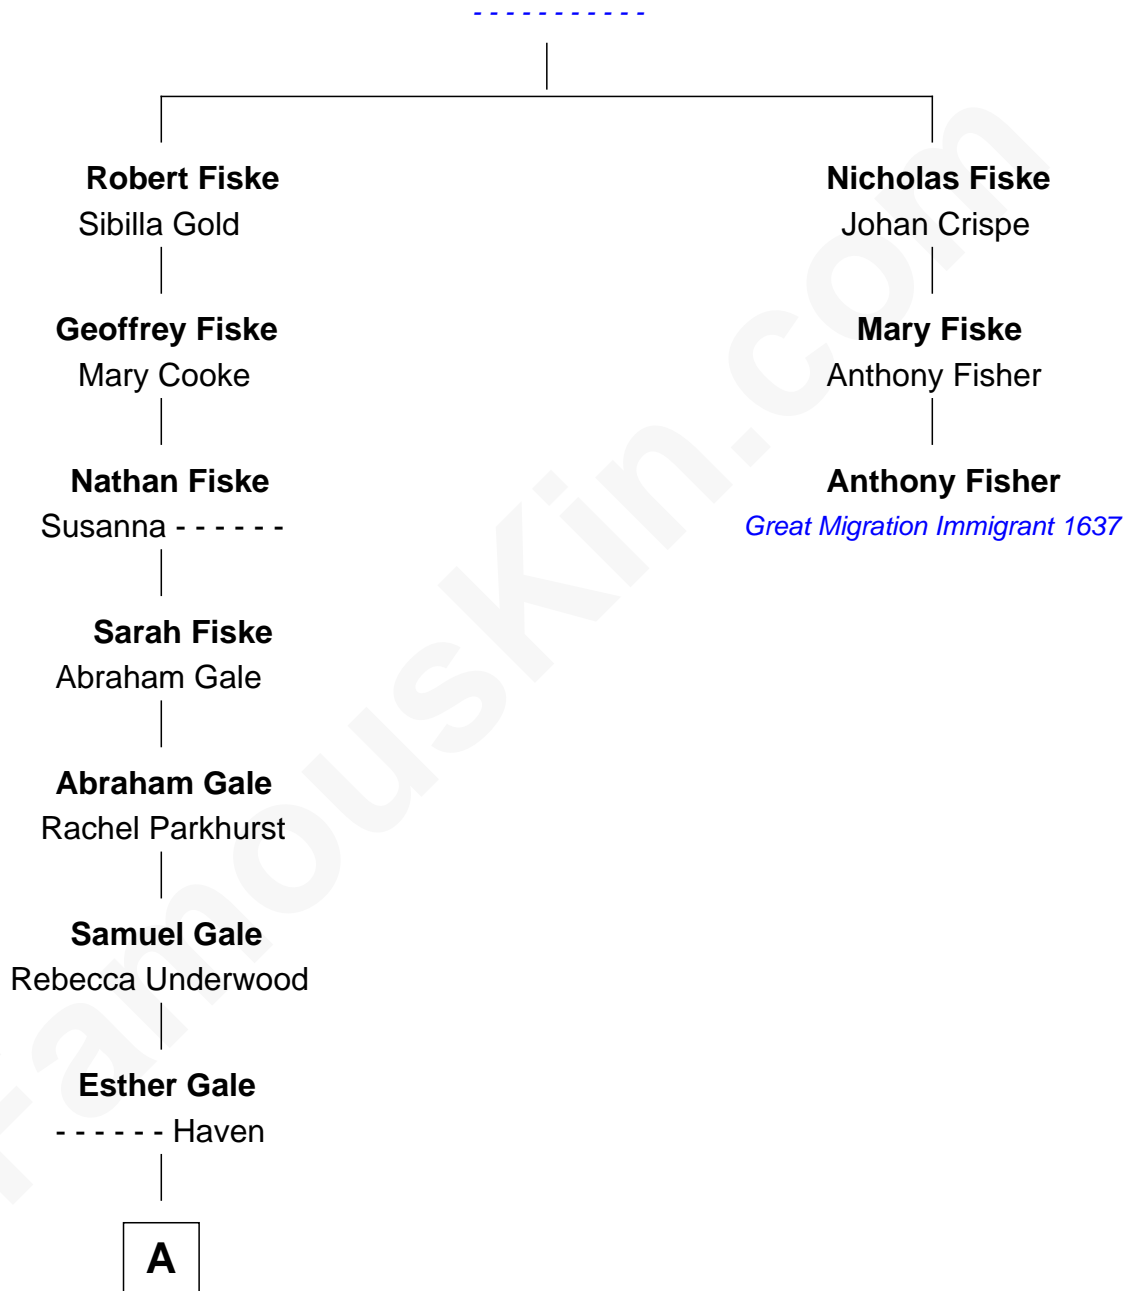 - - - - - - - - - - -
Robert Fiske
Sibilla Gold
Nicholas Fiske
Johan Crispe
Geoffrey Fiske
Mary Cooke
Mary Fiske
Anthony Fisher
Nathan Fiske
Susanna - - - - - -
Anthony Fisher
Great Migration Immigrant 1637
Sarah Fiske
Abraham Gale
Abraham Gale
Rachel Parkhurst
Samuel Gale
Rebecca Underwood
Esther Gale
- - - - - - Haven
A
FamousKin.com